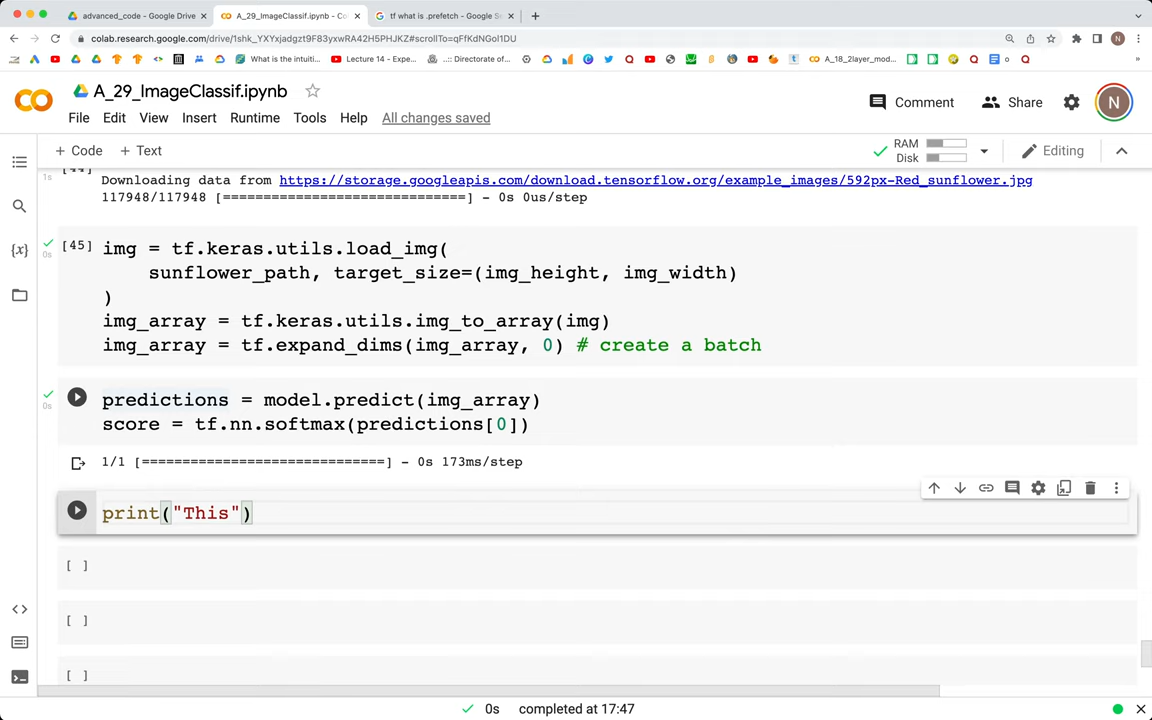 advanced_code - Google Drive
A_29_ImageClassif.ipynb - Co
tf what is .prefetch - Google S
colab.research.google.com/drive/1shk_YXYxjadgzt9F83yxwRA42H5PHJKZ#scrollTo=qFfKdNGoI1DU
What is the intuiti...
Lecture 14 - Expe...
..:: Directorate of...
A_18_2layer_mod...
A_29_ImageClassif.ipynb
Comment
Share
N
File Edit View Insert Runtime Tools Help All changes saved
+ Code + Text
RAM
Disk
Editing
1s
[44]
Downloading data from https://storage.googleapis.com/download.tensorflow.org/example_images/592px-Red_sunflower.jpg
117948/117948 [==============================] - 0s 0us/step
0s
[45] img = tf.keras.utils.load_img(
sunflower_path, target_size=(img_height, img_width)
)
img_array = tf.keras.utils.img_to_array(img)
img_array = tf.expand_dims(img_array, 0) # create a batch
0s
predictions = model.predict(img_array)
score = tf.nn.softmax(predictions[0])
1/1 [==============================] - 0s 173ms/step
print("This")
[ ]
[ ]
[ ]
0s completed at 17:47